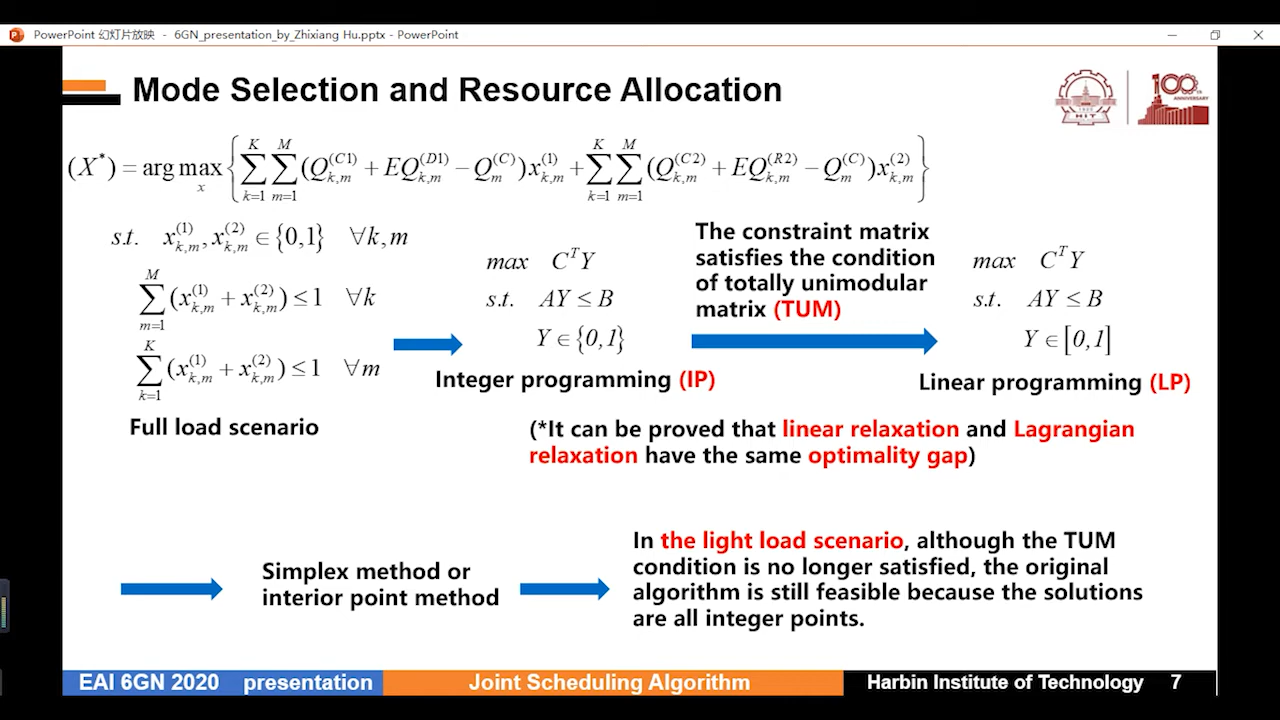 PowerPoint 幻灯片放映 - 6GN_presentation_by_Zhixiang Hu.pptx - PowerPoint
Mode Selection and Resource Allocation
HIT
100TH
ANNIVERSARY
(X^*) = arg max_x { ∑_{k=1}^{K} ∑_{m=1}^{M} (Q_{k,m}^{(C1)} + EQ_{k,m}^{(D1)} − Q_m^{(C)}) x_{k,m}^{(1)} + ∑_{k=1}^{K} ∑_{m=1}^{M} (Q_{k,m}^{(C2)} + EQ_{k,m}^{(R2)} − Q_m^{(C)}) x_{k,m}^{(2)} }
s.t. x_{k,m}^{(1)}, x_{k,m}^{(2)} ∈ {0,1} ∀k,m
∑_{m=1}^{M} (x_{k,m}^{(1)} + x_{k,m}^{(2)}) ≤ 1 ∀k
∑_{k=1}^{K} (x_{k,m}^{(1)} + x_{k,m}^{(2)}) ≤ 1 ∀m
Full load scenario
max C^T Y
s.t. AY ≤ B
Y ∈ {0,1}
Integer programming (IP)
The constraint matrix
satisfies the condition
of totally unimodular
matrix (TUM)
max C^T Y
s.t. AY ≤ B
Y ∈ [0,1]
Linear programming (LP)
(*It can be proved that linear relaxation and Lagrangian
relaxation have the same optimality gap)
Simplex method or
interior point method
In the light load scenario, although the TUM
condition is no longer satisfied, the original
algorithm is still feasible because the solutions
are all integer points.
EAI 6GN 2020 presentation
Joint Scheduling Algorithm
Harbin Institute of Technology 7